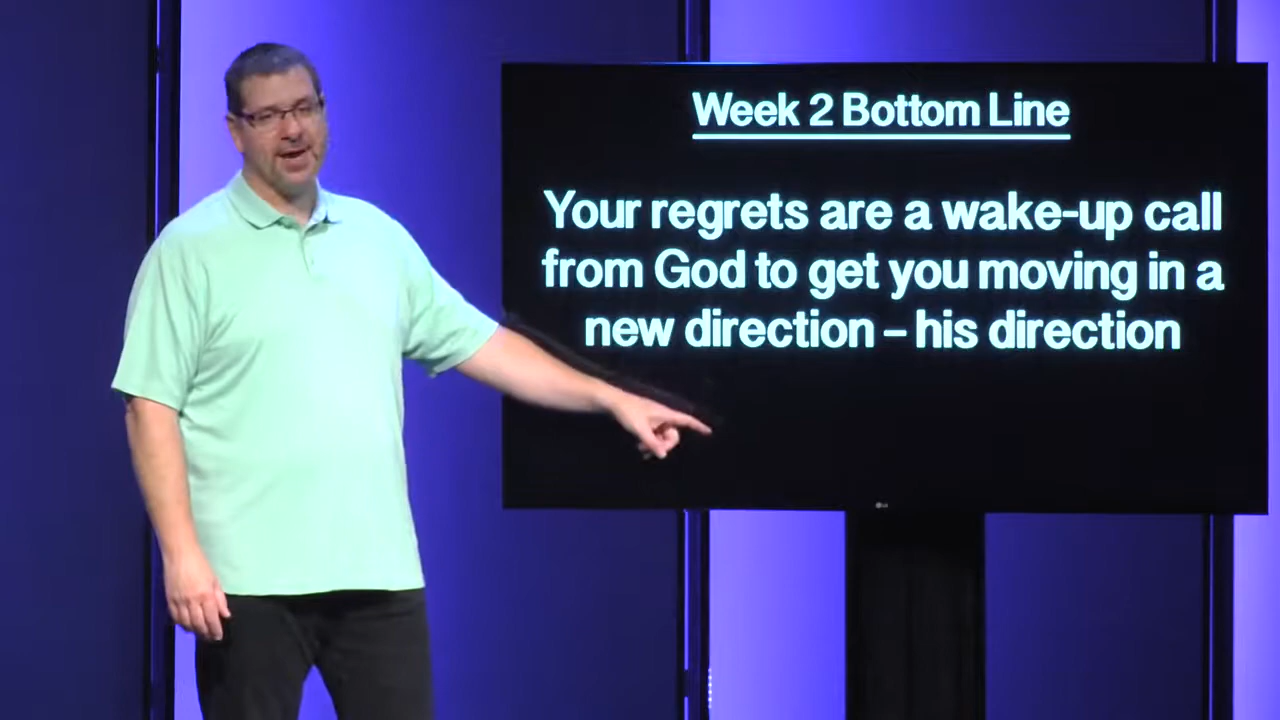 Week 2 Bottom Line
Your regrets are a wake-up call
from God to get you moving in a
new direction – his direction
LG